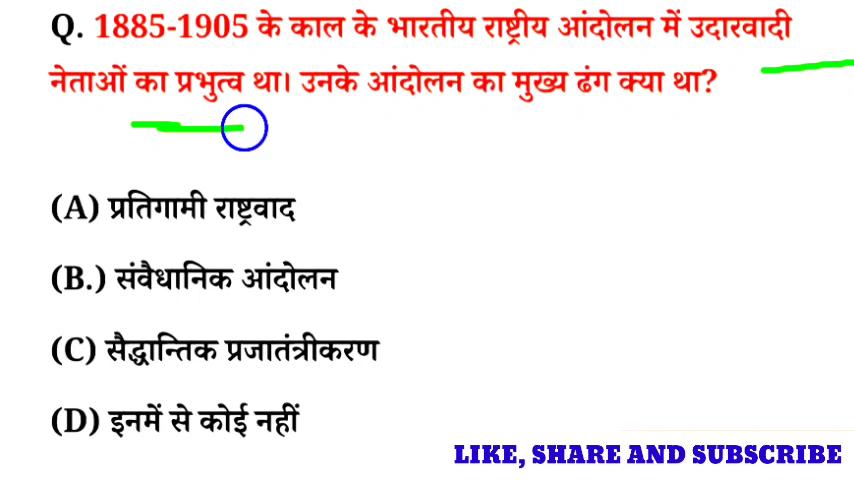 Q. 1885-1905 के काल के भारतीय राष्ट्रीय आंदोलन में उदारवादी
नेताओं का प्रभुत्व था। उनके आंदोलन का मुख्य ढंग क्या था?
(A) प्रतिगामी राष्ट्रवाद
(B.) संवैधानिक आंदोलन
(C) सैद्धान्तिक प्रजातंत्रीकरण
(D) इनमें से कोई नहीं
LIKE, SHARE AND SUBSCRIBE